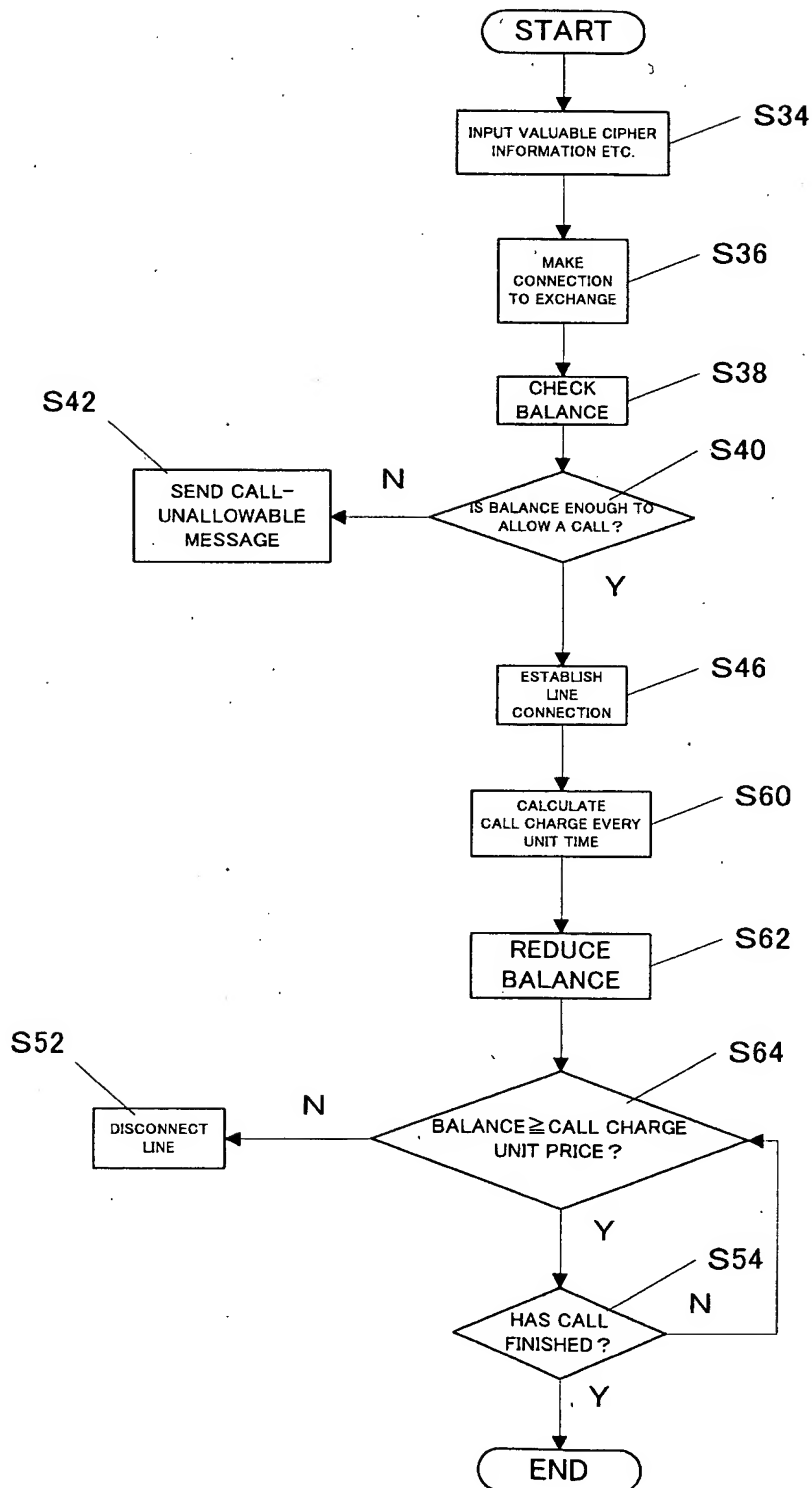 START
S34
INPUT VALUABLE CIPHER
INFORMATION ETC.
S36
MAKE
CONNECTION
TO EXCHANGE
S38
CHECK
BALANCE
S42
S40
SEND CALL-
UNALLOWABLE
MESSAGE
N
IS BALANCE ENOUGH TO
ALLOW A CALL?
Y
S46
ESTABLISH
LINE
CONNECTION
S60
CALCULATE
CALL CHARGE EVERY
UNIT TIME
S62
REDUCE
BALANCE
S52
S64
DISCONNECT
LINE
N
BALANCE≧CALL CHARGE
UNIT PRICE?
Y
S54
HAS CALL
FINISHED?
N
Y
END